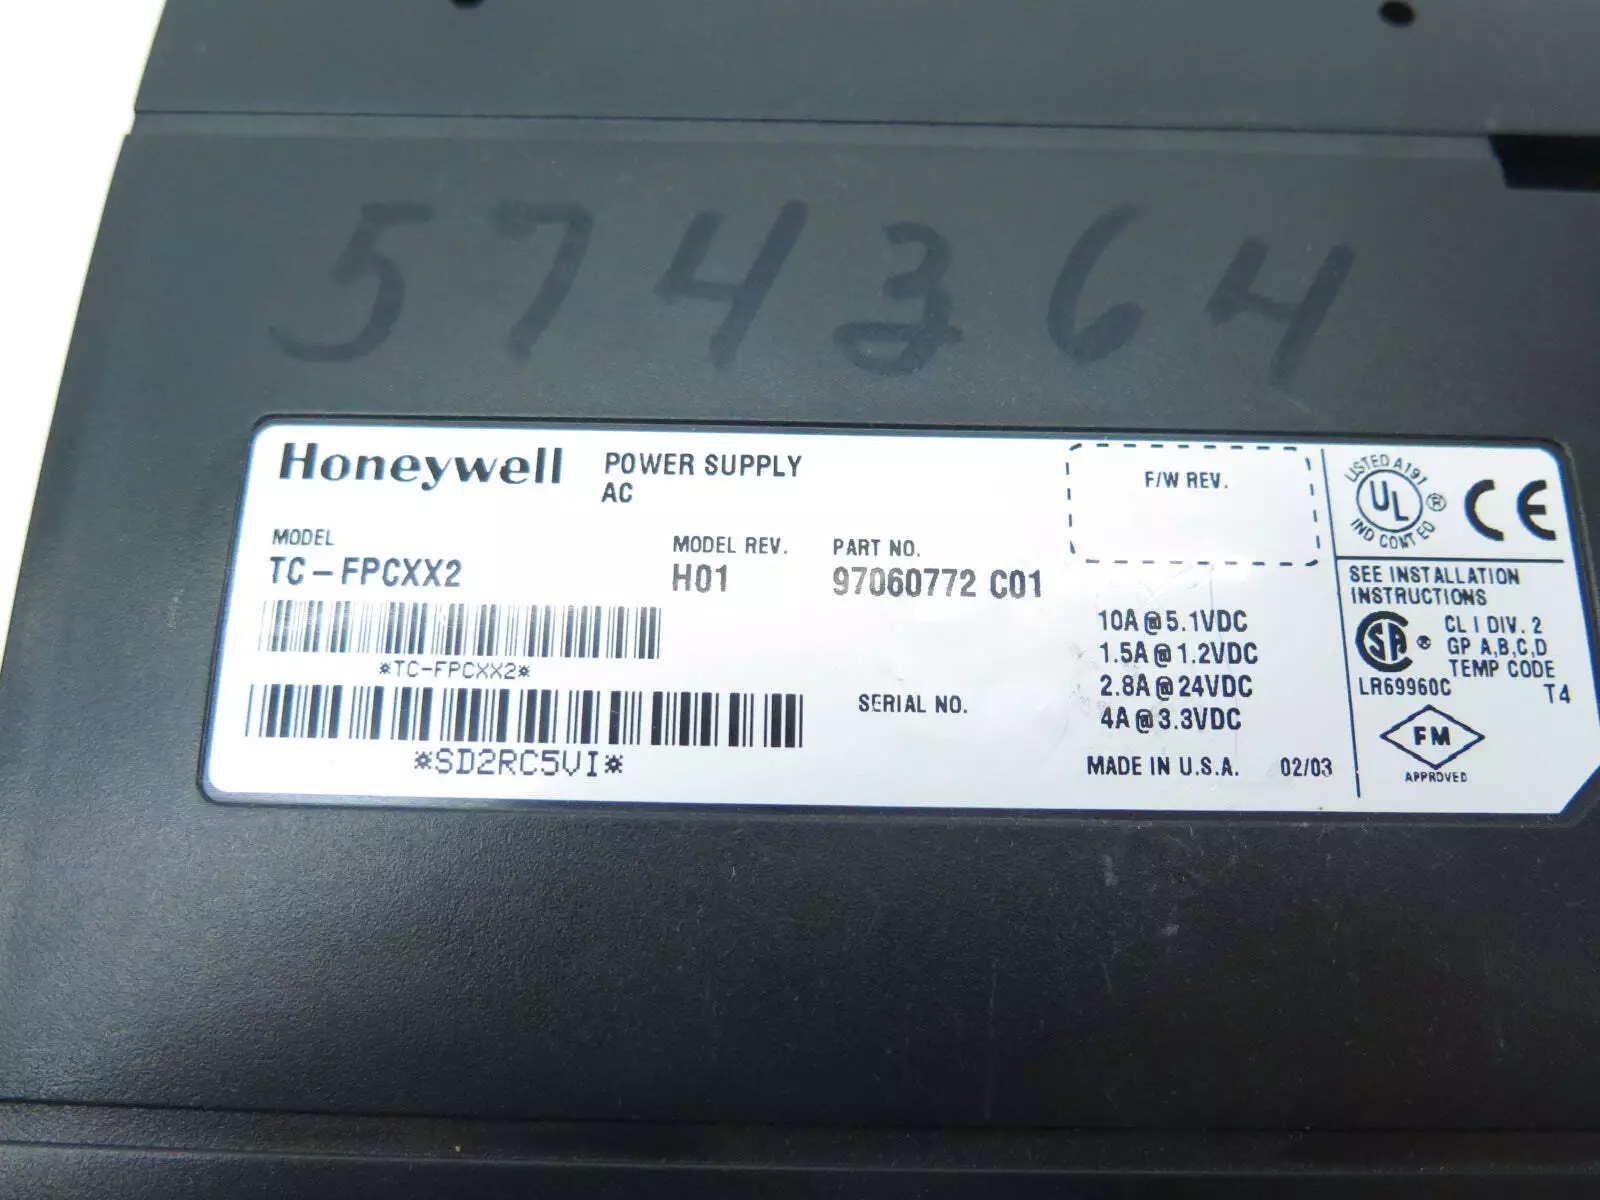 574364
Honeywell
POWER SUPPLY
AC
F/W REV.
MODEL
TC-FPCXX2
MODEL REV.
H01
PART NO.
97060772 C01
*TC-FPCXX2*
*SD2RC5VI*
SERIAL NO.
10A@5.1VDC
1.5A@1.2VDC
2.8A@24VDC
4A@3.3VDC
MADE IN U.S.A. 02/03
LISTED A191
UL ®
IND CONT EQ
CE
SEE INSTALLATION
INSTRUCTIONS
SA ®
CL I DIV. 2
GP A,B,C,D
TEMP CODE
T4
LR69960C
FM
APPROVED